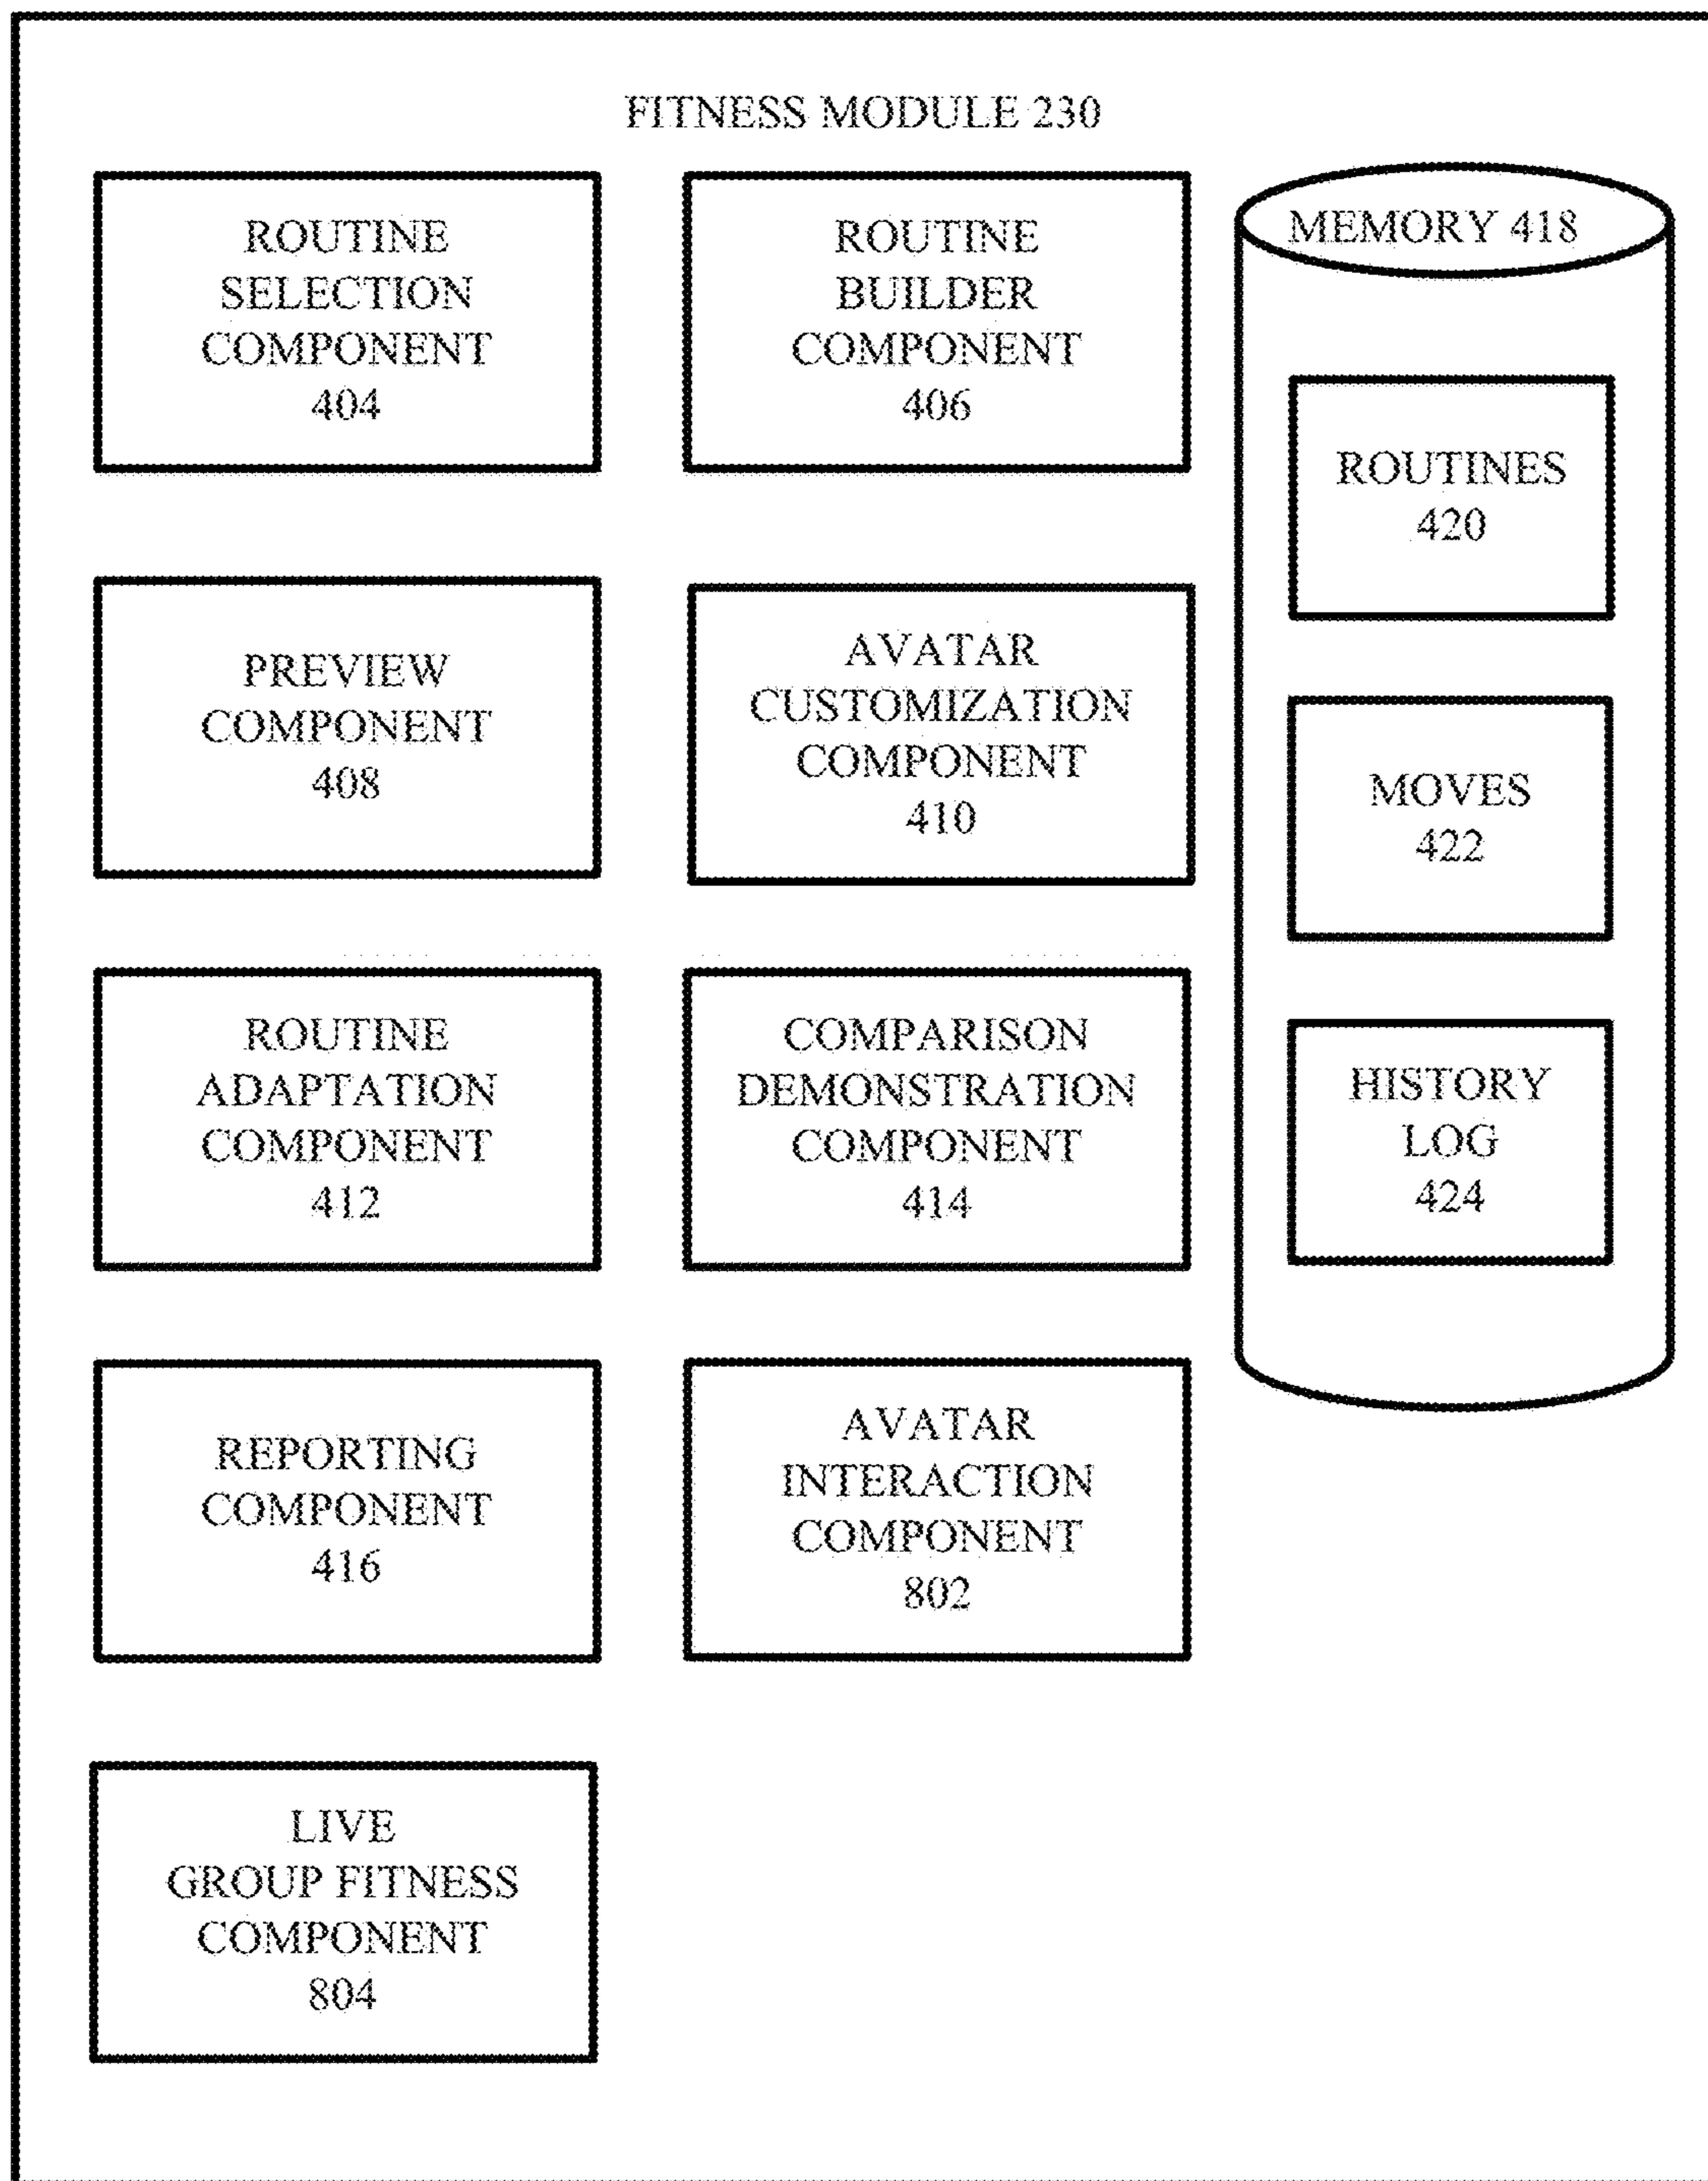 FITNESS MODULE 230
ROUTINE
SELECTION
COMPONENT
404
ROUTINE
BUILDER
COMPONENT
406
MEMORY 418
ROUTINES
420
PREVIEW
COMPONENT
408
AVATAR
CUSTOMIZATION
COMPONENT
410
MOVES
422
ROUTINE
ADAPTATION
COMPONENT
412
COMPARISON
DEMONSTRATION
COMPONENT
414
HISTORY
LOG
424
REPORTING
COMPONENT
416
AVATAR
INTERACTION
COMPONENT
802
LIVE
GROUP FITNESS
COMPONENT
804